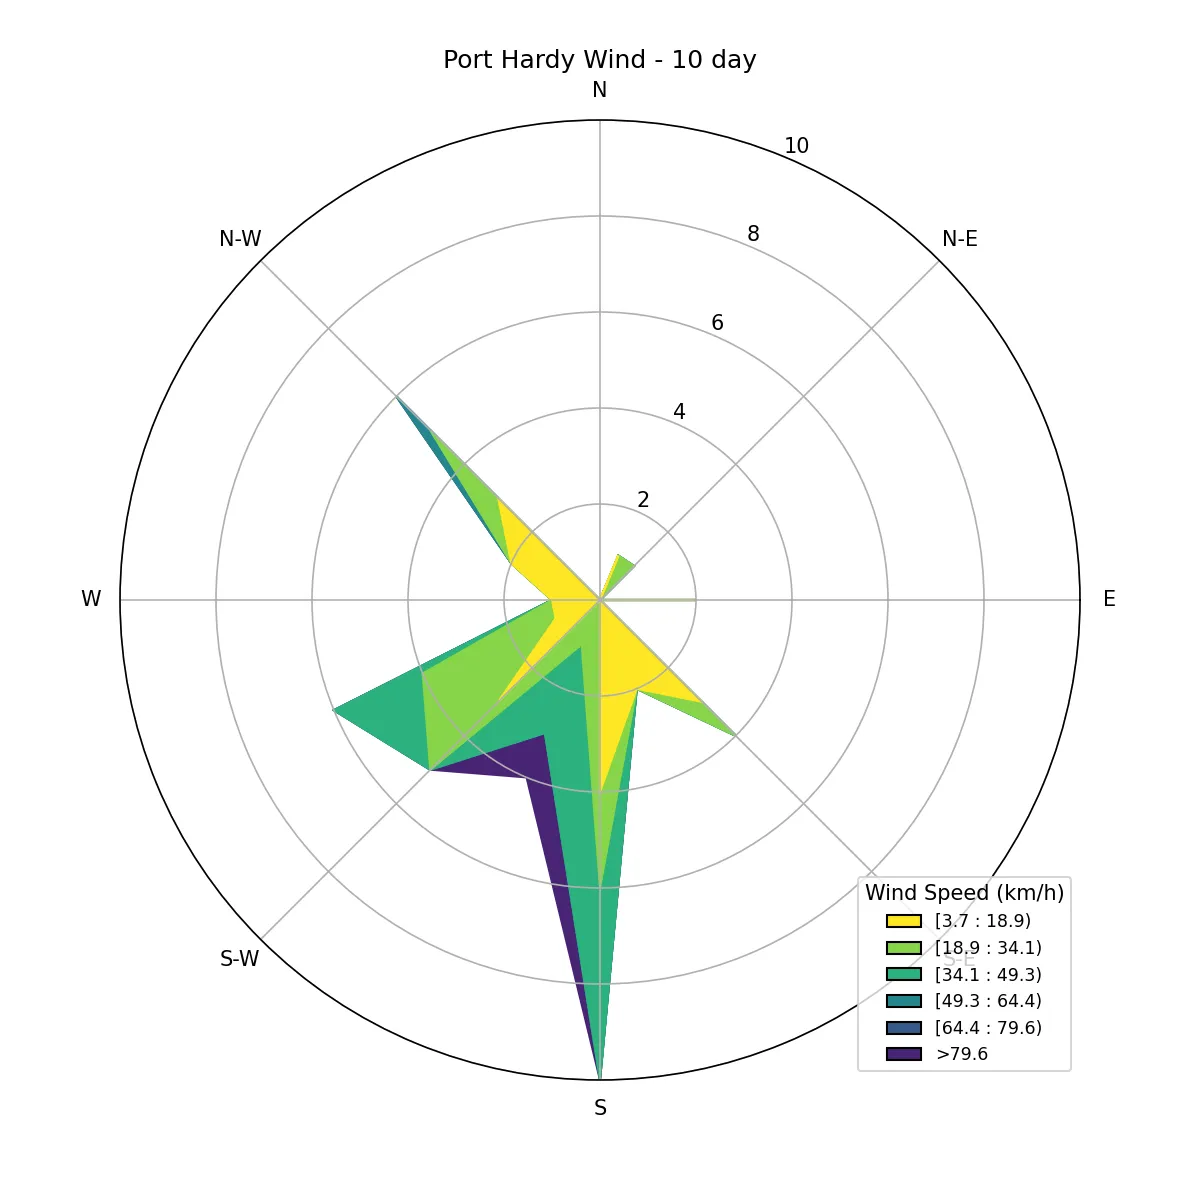 Port Hardy Wind - 10 day
N
10
N-W
N-E
8
6
4
2
W
E
S-W
S-E
Wind Speed (km/h)
[3.7 : 18.9)
[18.9 : 34.1)
[34.1 : 49.3)
[49.3 : 64.4)
[64.4 : 79.6)
>79.6
S